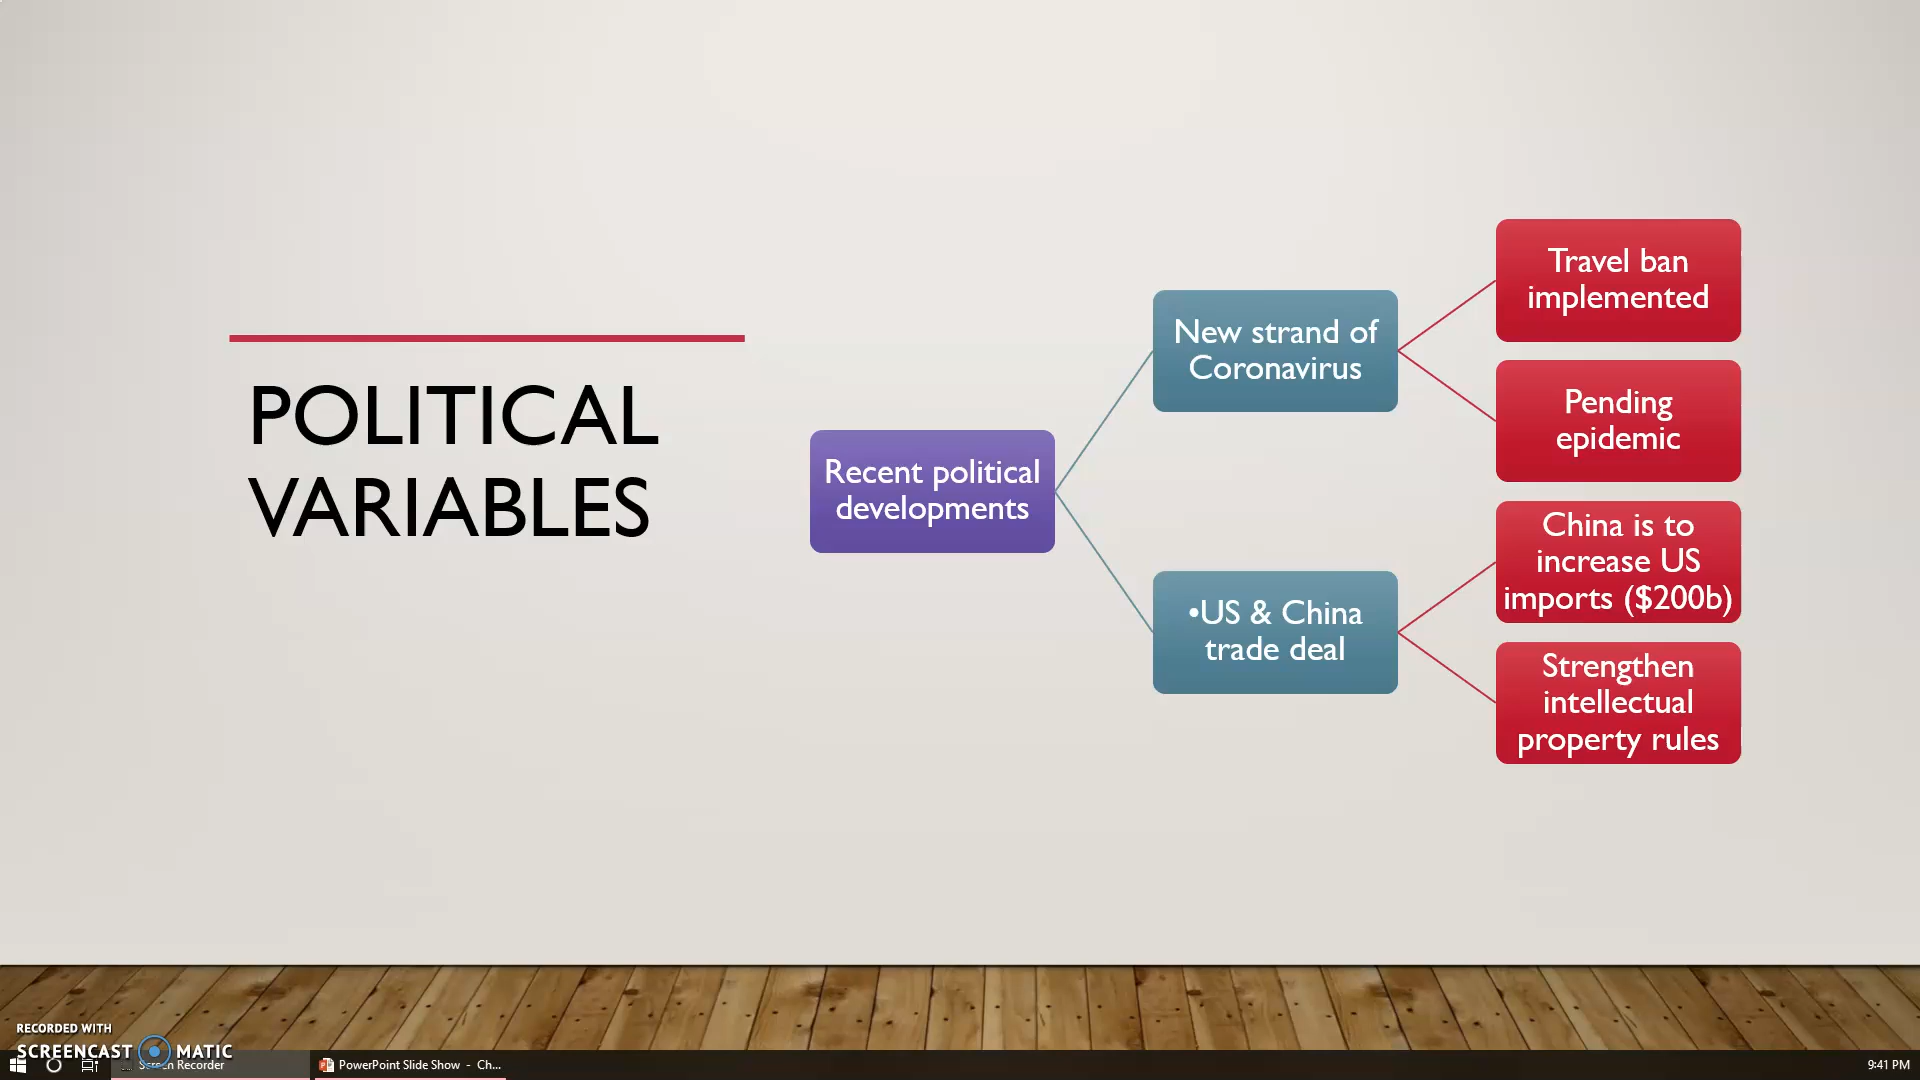 POLITICAL
VARIABLES
Recent political
developments
New strand of
Coronavirus
Travel ban
implemented
Pending
epidemic
•US & China
trade deal
China is to
increase US
imports ($200b)
Strengthen
intellectual
property rules
RECORDED WITH
SCREENCAST MATIC
Screen Recorder
PowerPoint Slide Show - Ch...
9:41 PM